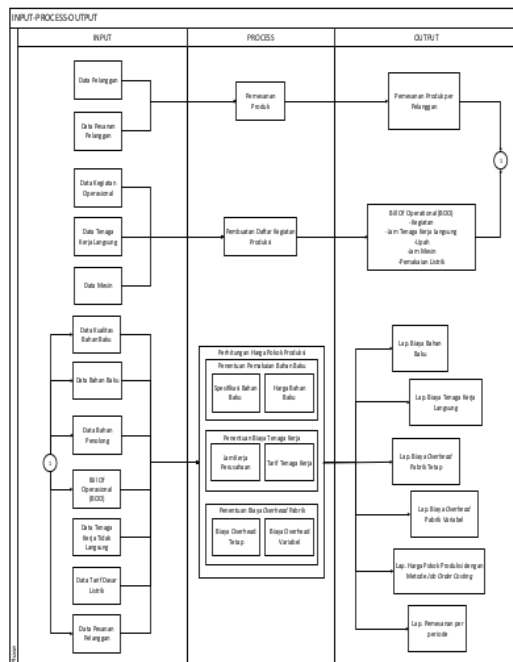 INPUT-PROCESS-OUTPUT
INPUT
PROCESS
OUTPUT
Data Pelanggan
Data Pesanan
Pelanggan
Pemesanan
Produk
Pemesanan Produk per
Pelanggan
Data Kegiatan
Operasional
Data Tenaga
Kerja Langsung
Data Mesin
Pembuatan Daftar Kegiatan
Produksi
Bill Of Operational (BOO)
-Kegiatan
-Jam Tenaga Kerja langsung
-Upah
-Jam Mesin
-Pemakaian Listrik
Data Kualitas
Bahan Baku
Data Bahan Baku
Data Bahan
Penolong
Bill Of
Operasional
(BOO)
Data Tenaga
Kerja Tidak
Langsung
Data Tarif Dasar
Listrik
Data Pesanan
Pelanggan
Perhitungan Harga Pokok Produksi
Penentuan Pemakaian Bahan Baku
Spesifikasi Bahan
Baku
Harga Bahan
Baku
Penentuan Biaya Tenaga Kerja
Jam Kerja
Perusahaan
Tarif Tenaga Kerja
Penentuan Biaya Overhead Pabrik
Biaya Overhead
Tetap
Biaya Overhead
Variabel
Lap. Biaya Bahan
Baku
Lap. Biaya Tenaga Kerja
Langsung
Lap. Biaya Overhead
Pabrik Tetap
Lap. Biaya Overhead
Pabrik Variabel
Lap. Harga Pokok Produksi dengan
Metode Job Order Costing
Lap. Pemesanan per
periode